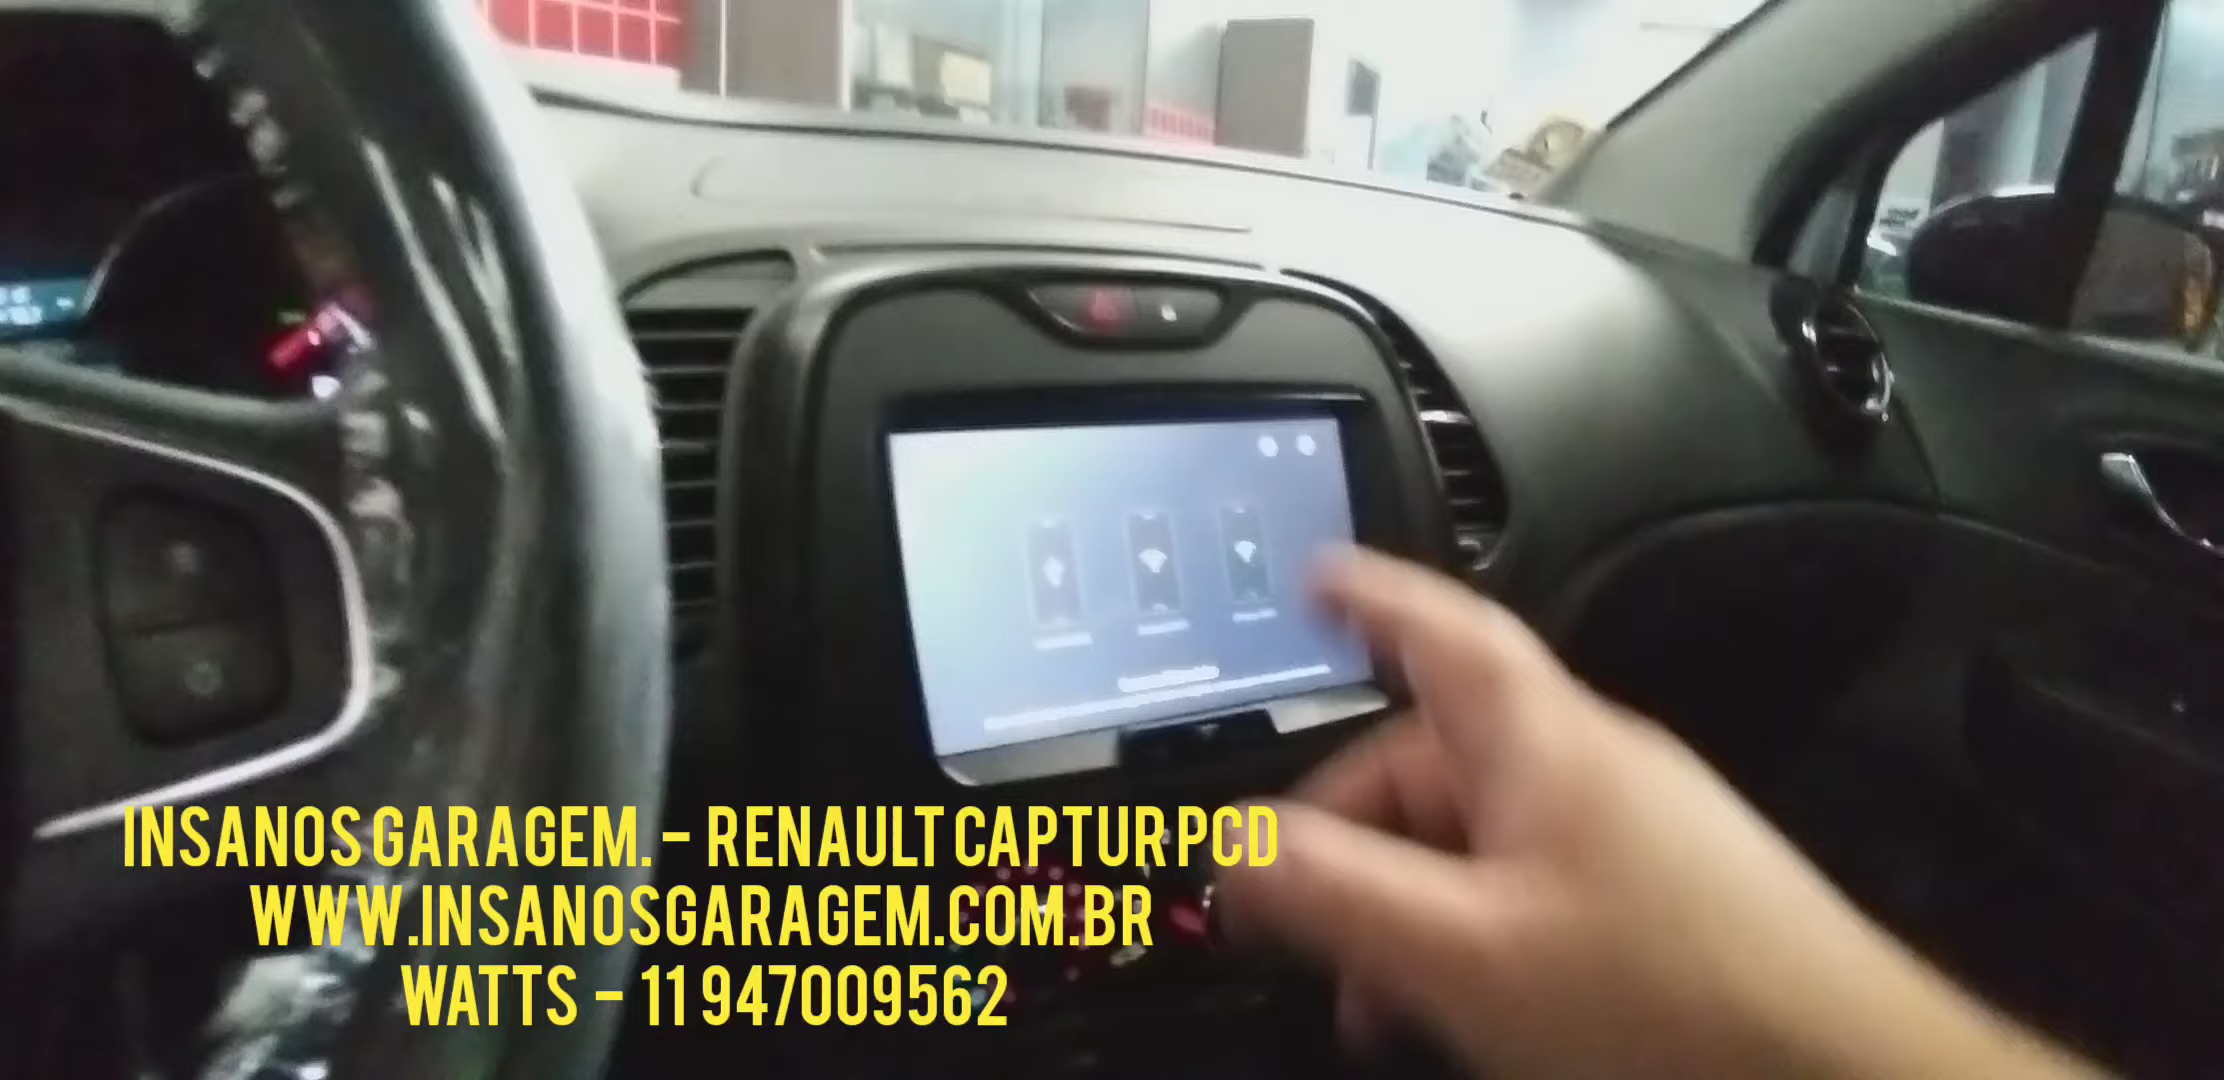 INSANOS GARAGEM. - RENAULT CAPTUR PCD
WWW.INSANOSGARAGEM.COM.BR
WATTS - 11 947009562